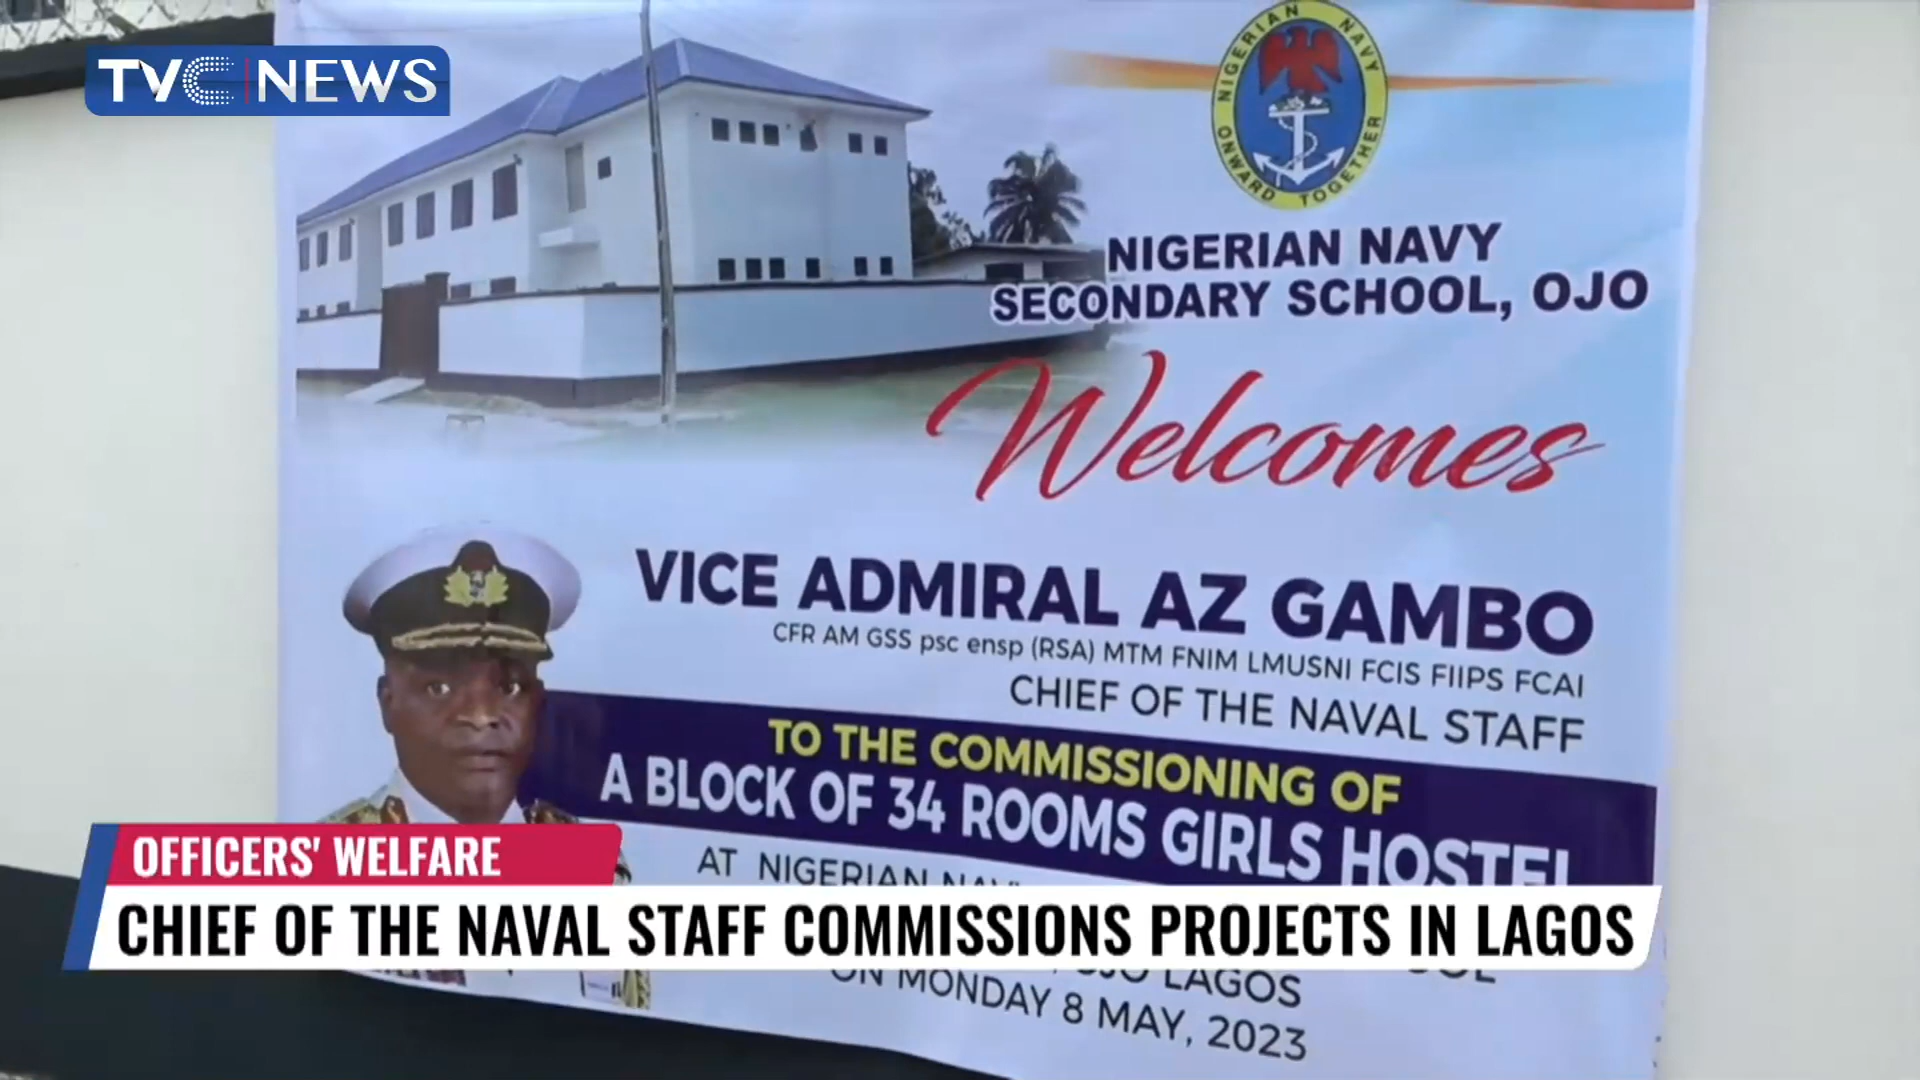 TVC NEWS
NIGERIAN NAVY
ONWARD TOGETHER
NIGERIAN NAVY
SECONDARY SCHOOL, OJO
Welcomes
VICE ADMIRAL AZ GAMBO
CFR AM GSS psc ensp (RSA) MTM FNIM LMUSNI FCIS FIIPS FCAI
CHIEF OF THE NAVAL STAFF
TO THE COMMISSIONING OF
A BLOCK OF 34 ROOMS GIRLS HOSTEL
AT NIGERIAN NAVY
OFFICERS' WELFARE
CHIEF OF THE NAVAL STAFF COMMISSIONS PROJECTS IN LAGOS
OJO LAGOS
ON MONDAY 8 MAY, 2023